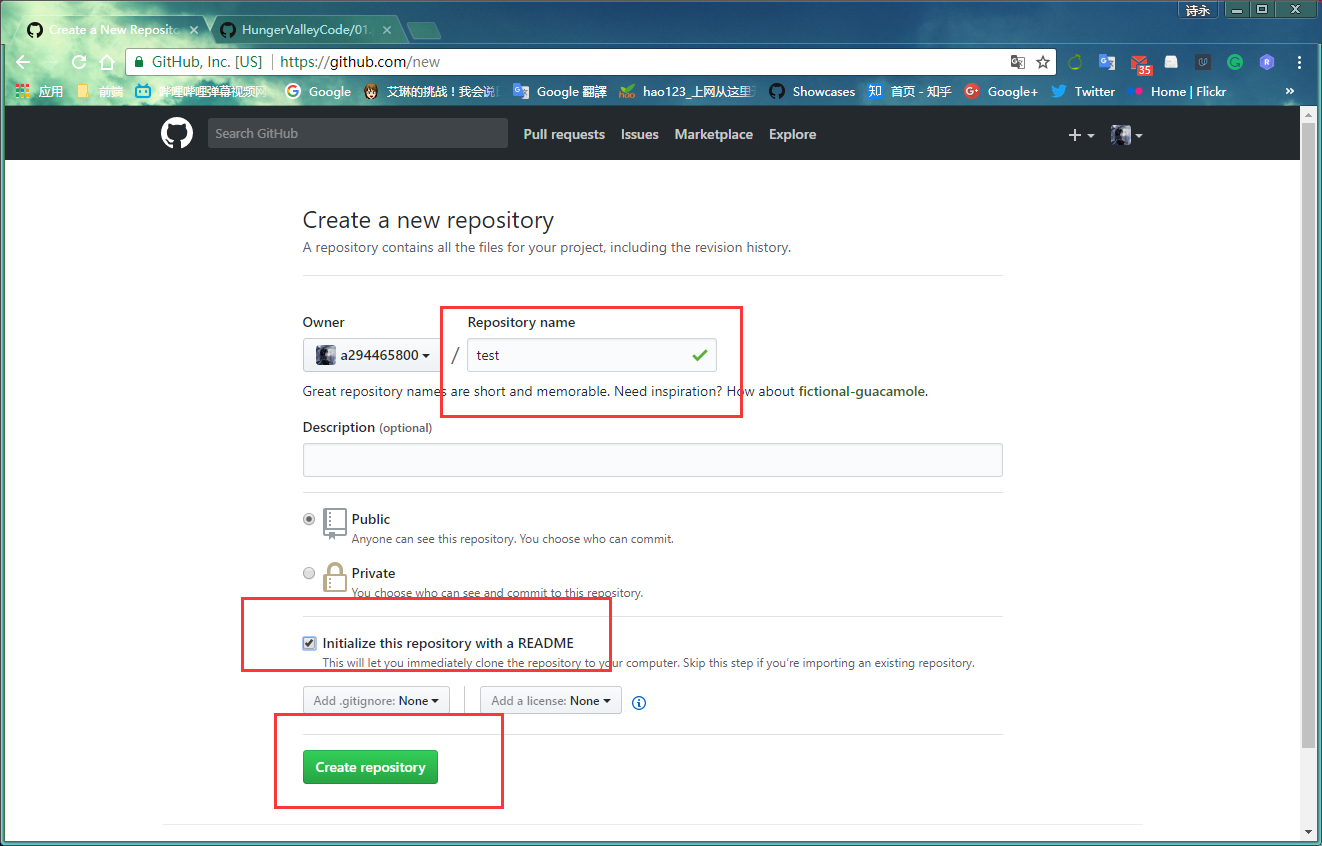 诗永
Create a New Reposito
HungerValleyCode/01.
GitHub, Inc. [US] https://github.com/new
35
应用 前端 哔哩哔哩弹幕视频网 Google 艾琳的挑战！我会说 Google 翻譯 hao123_上网从这里 Showcases 首页 - 知乎 Google+ Twitter Home | Flickr »
Search GitHub Pull requests Issues Marketplace Explore
Create a new repository
A repository contains all the files for your project, including the revision history.
Owner Repository name
a294465800 / test
Great repository names are short and memorable. Need inspiration? How about fictional-guacamole.
Description (optional)
Public
Anyone can see this repository. You choose who can commit.
Private
You choose who can see and commit to this repository.
Initialize this repository with a README
This will let you immediately clone the repository to your computer. Skip this step if you're importing an existing repository.
Add .gitignore: None Add a license: None
Create repository